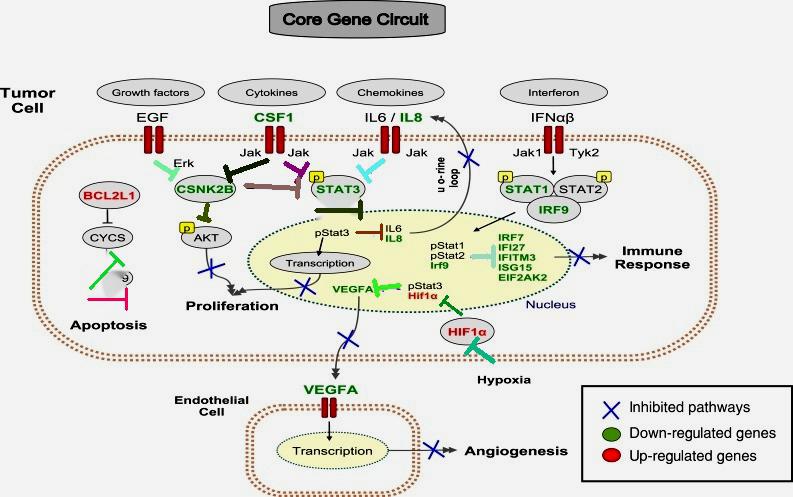 Core Gene Circuit
Tumor
Cell
Growth factors
Cytokines
Chemokines
Interferon
EGF
CSF1
IL6 / IL8
IFNαβ
Erk
Jak
Jak
Jak
Jak
Jak1
Tyk2
BCL2L1
CSNK2B
p
STAT3
p
STAT1
STAT2
p
IRF9
loop
CYCS
p
AKT
pStat3
IL6
IL8
pStat1
pStat2
Irf9
IRF7
IFI27
IFITM3
ISG15
EIF2AK2
Immune
Response
Transcription
9
VEGFA
pStat3
Hif1α
Nucleus
Proliferation
Apoptosis
HIF1α
Hypoxia
VEGFA
Endothelial
Cell
Transcription
Angiogenesis
Inhibited pathways
Down-regulated genes
Up-regulated genes